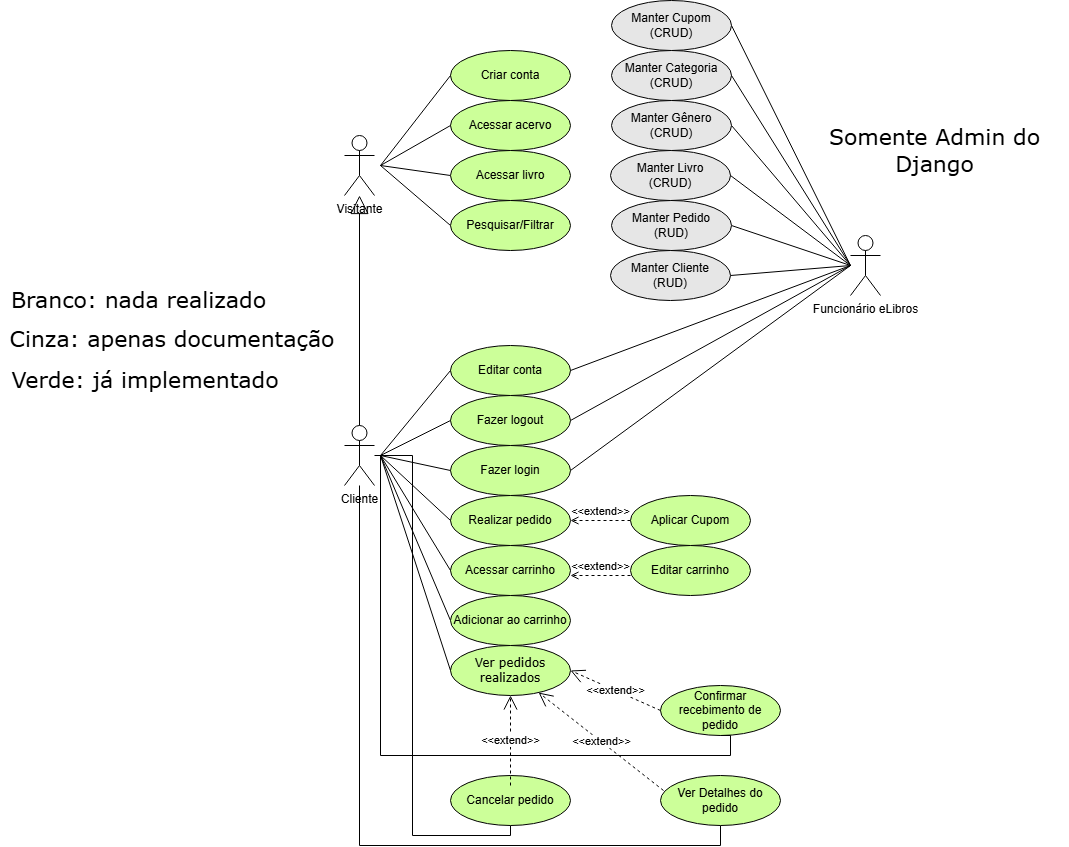 Manter Cupom
(CRUD)
Criar conta
Manter Categoria
(CRUD)
Acessar acervo
Manter Gênero
(CRUD)
Somente Admin do
Django
Acessar livro
Manter Livro
(CRUD)
Visitante
Pesquisar/Filtrar
Manter Pedido
(RUD)
Manter Cliente
(RUD)
Funcionário eLibros
Branco: nada realizado
Cinza: apenas documentação
Verde: já implementado
Editar conta
Fazer logout
Fazer login
Cliente
Realizar pedido
<<extend>>
Aplicar Cupom
Acessar carrinho
<<extend>>
Editar carrinho
Adicionar ao carrinho
Ver pedidos
realizados
<<extend>>
Confirmar
recebimento de
pedido
<<extend>>
<<extend>>
Cancelar pedido
Ver Detalhes do
pedido